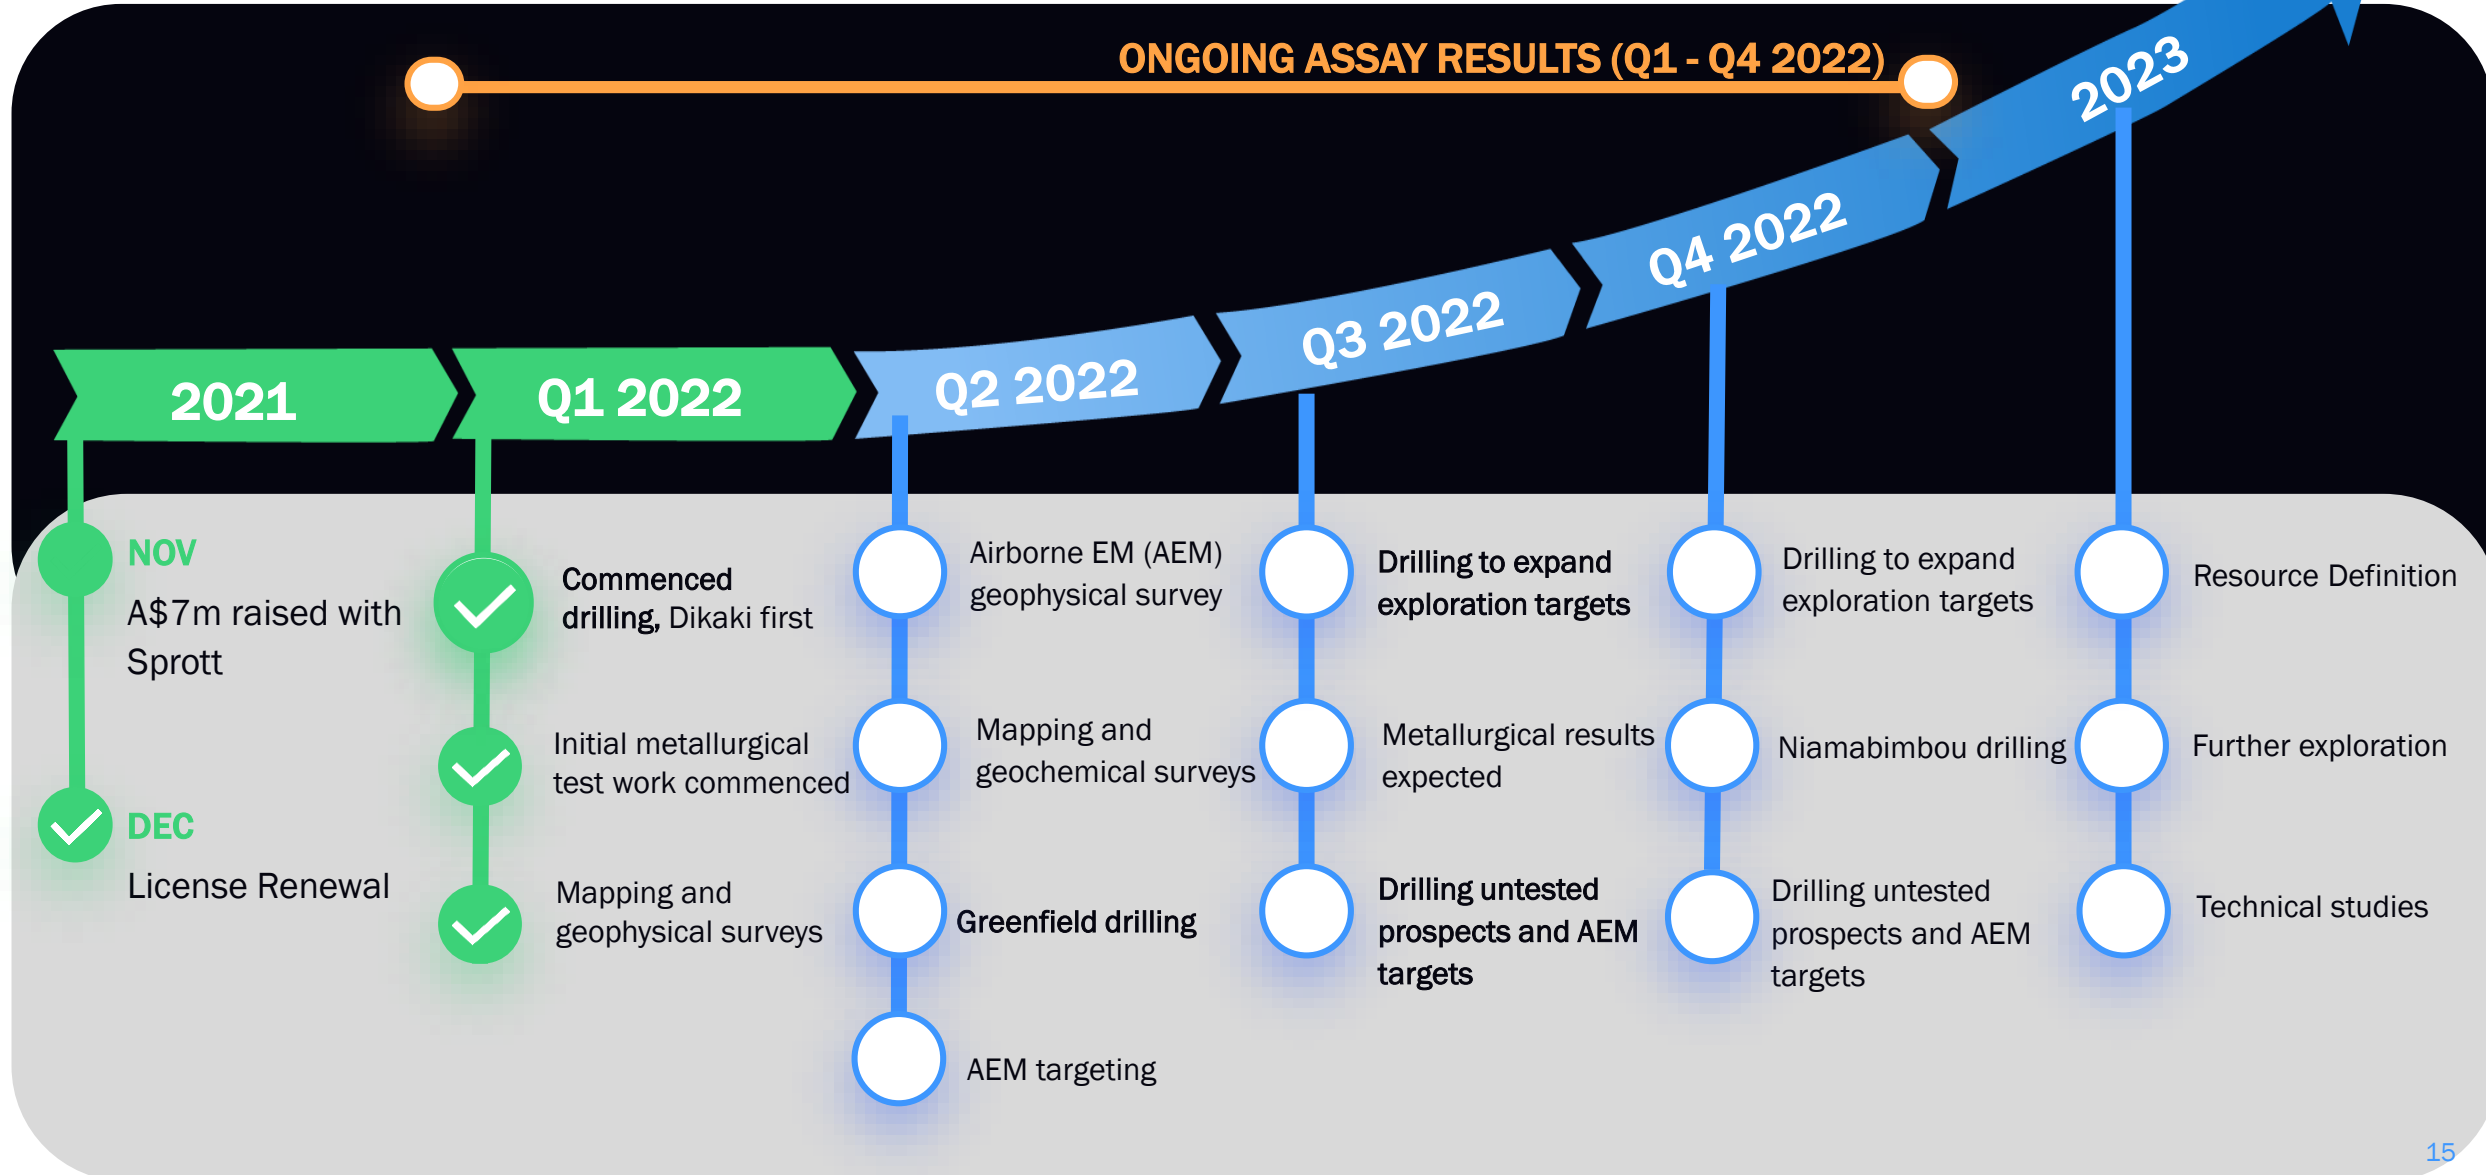 ONGOING ASSAY RESULTS (Q1 - Q4 2022)
2021
Q1 2022
Q2 2022
Q3 2022
Q4 2022
2023
NOV
A$7m raised with
Sprott
DEC
License Renewal
Commenced
drilling, Dikaki first
Initial metallurgical
test work commenced
Mapping and
geophysical surveys
Airborne EM (AEM)
geophysical survey
Mapping and
geochemical surveys
Greenfield drilling
AEM targeting
Drilling to expand
exploration targets
Metallurgical results
expected
Drilling untested
prospects and AEM
targets
Drilling to expand
exploration targets
Niamabimbou drilling
Drilling untested
prospects and AEM
targets
Resource Definition
Further exploration
Technical studies
15